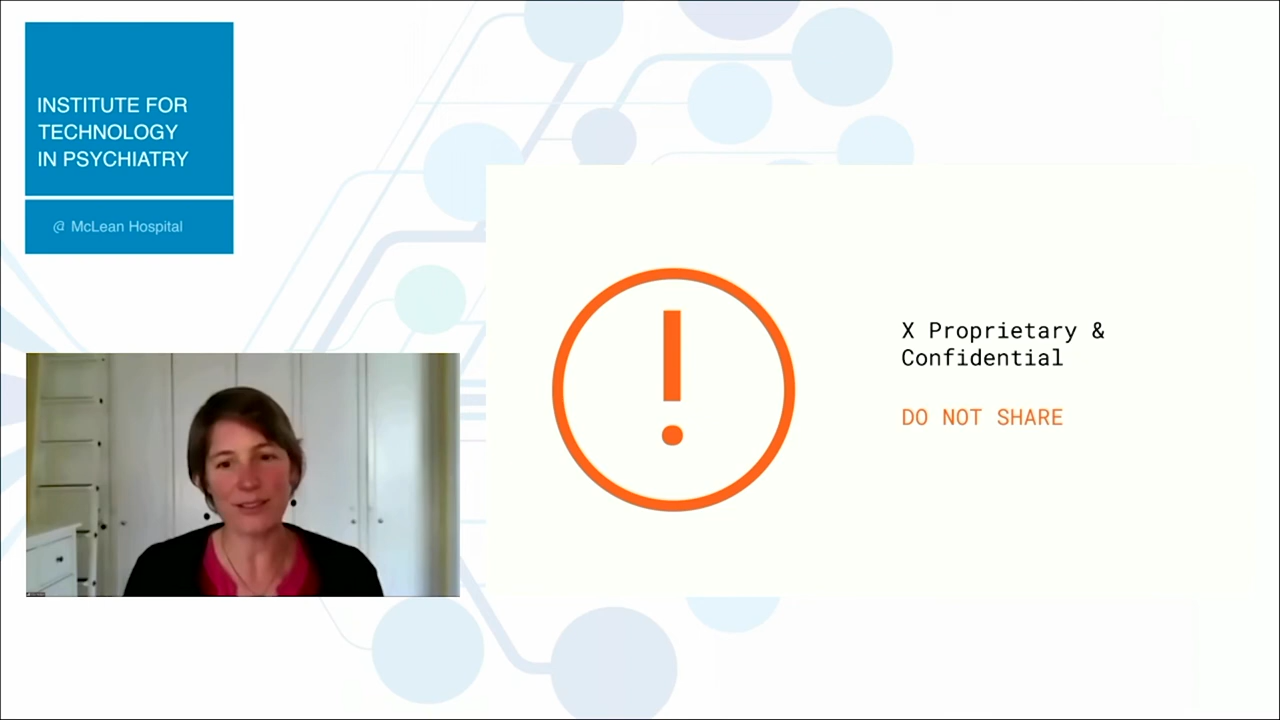 INSTITUTE FOR
TECHNOLOGY
IN PSYCHIATRY
@ McLean Hospital
X Proprietary &
Confidential
DO NOT SHARE